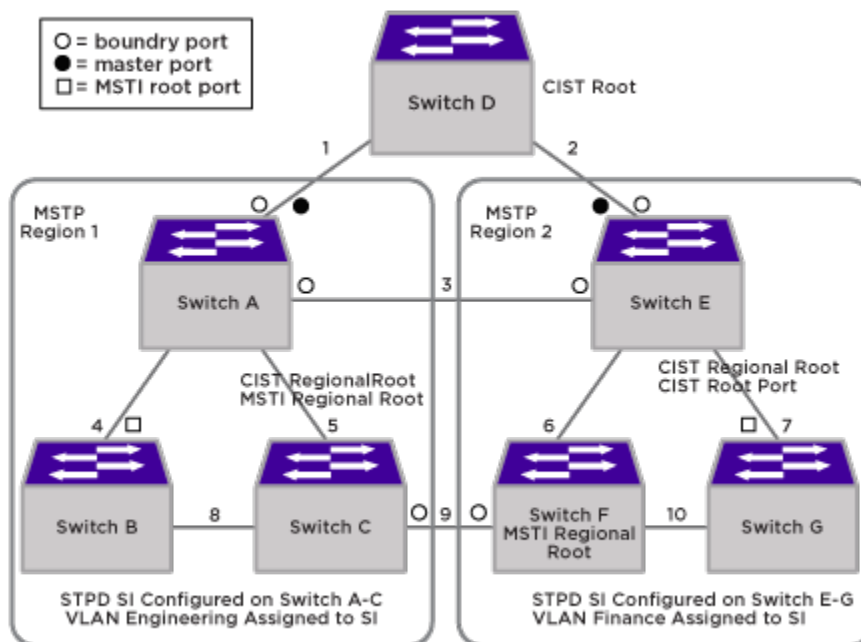 = boundry port
= master port
= MSTI root port
Switch D
CIST Root
1
2
MSTP
Region 1
MSTP
Region 2
Switch A
3
Switch E
CIST RegionalRoot
MSTI Regional Root
CIST Regional Root
CIST Root Port
4
5
6
7
Switch B
8
Switch C
9
Switch F
MSTI Regional
Root
10
Switch G
STPD SI Configured on Switch A-C
VLAN Engineering Assigned to SI
STPD SI Configured on Switch E-G
VLAN Finance Assigned to SI